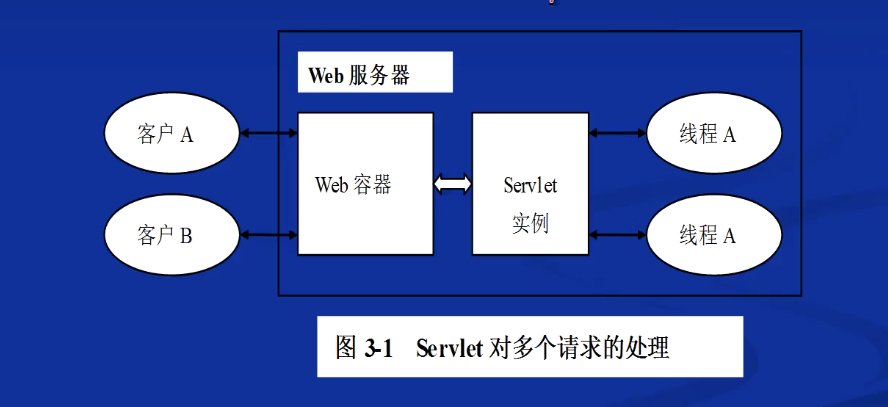 Web 服务器
客户 A
线程 A
Web 容器
Servlet
实例
客户 B
线程 A
图 3-1 Servlet 对多个请求的处理